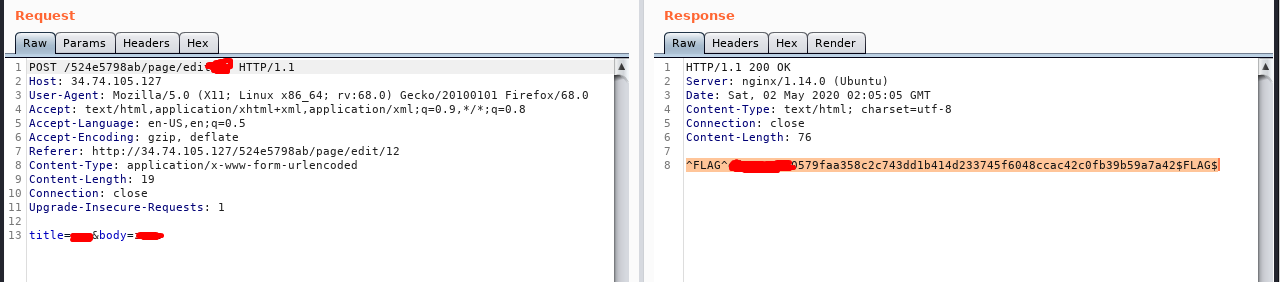 Request
Raw Params Headers Hex
1 POST /524e5798ab/page/edit HTTP/1.1
2 Host: 34.74.105.127
3 User-Agent: Mozilla/5.0 (X11; Linux x86_64; rv:68.0) Gecko/20100101 Firefox/68.0
4 Accept: text/html,application/xhtml+xml,application/xml;q=0.9,*/*;q=0.8
5 Accept-Language: en-US,en;q=0.5
6 Accept-Encoding: gzip, deflate
7 Referer: http://34.74.105.127/524e5798ab/page/edit/12
8 Content-Type: application/x-www-form-urlencoded
9 Content-Length: 19
10 Connection: close
11 Upgrade-Insecure-Requests: 1
12
13 title= &body=
Response
Raw Headers Hex Render
1 HTTP/1.1 200 OK
2 Server: nginx/1.14.0 (Ubuntu)
3 Date: Sat, 02 May 2020 02:05:05 GMT
4 Content-Type: text/html; charset=utf-8
5 Connection: close
6 Content-Length: 76
7
8 ^FLAG^ 579faa358c2c743dd1b414d233745f6048ccac42c0fb39b59a7a42$FLAG$